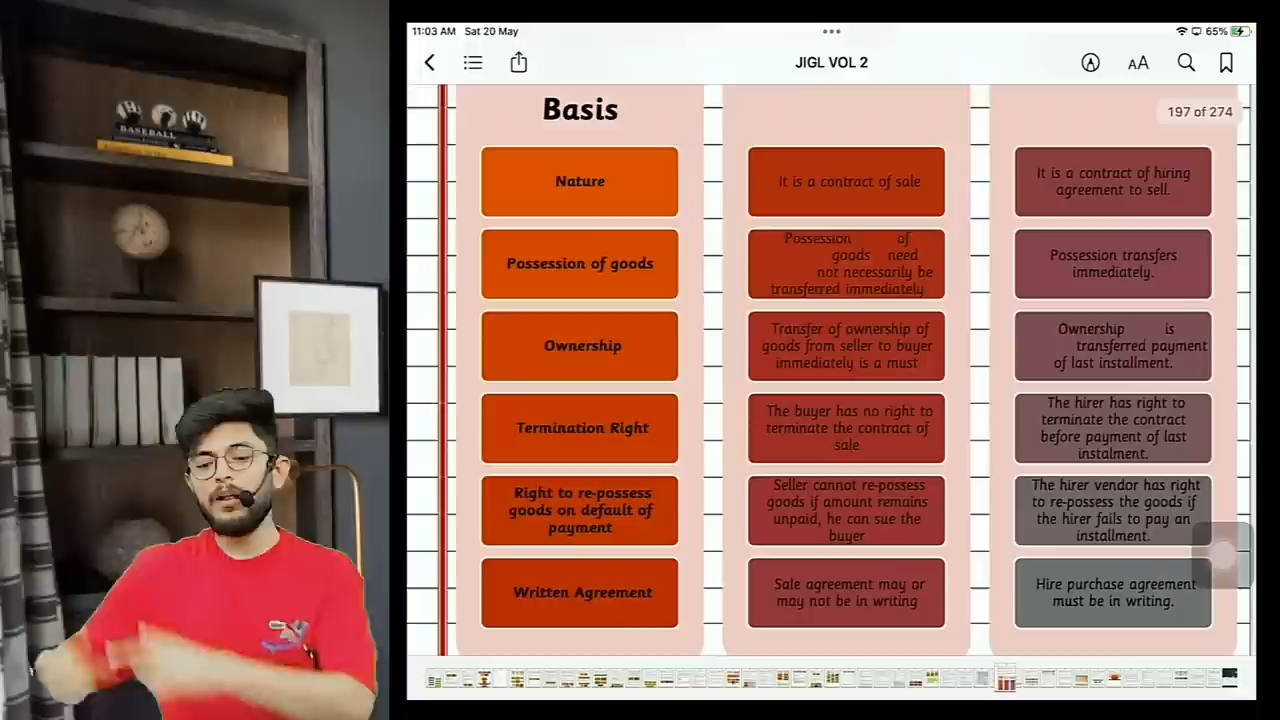 11:03 AM Sat 20 May
65%
JIGL VOL 2
AA
197 of 274
Basis
Nature
It is a contract of sale
It is a contract of hiring
agreement to sell.
Possession of goods
Possession of
goods need
not necessarily be
transferred immediately
Possession transfers
immediately.
Ownership
Transfer of ownership of
goods from seller to buyer
immediately is a must
Ownership is
transferred payment
of last installment.
Termination Right
The buyer has no right to
terminate the contract of
sale
The hirer has right to
terminate the contract
before payment of last
instalment.
Right to re-possess
goods on default of
payment
Seller cannot re-possess
goods if amount remains
unpaid, he can sue the
buyer
The hirer vendor has right
to re-possess the goods if
the hirer fails to pay an
installment.
Written Agreement
Sale agreement may or
may not be in writing
Hire purchase agreement
must be in writing.
BASEBALL